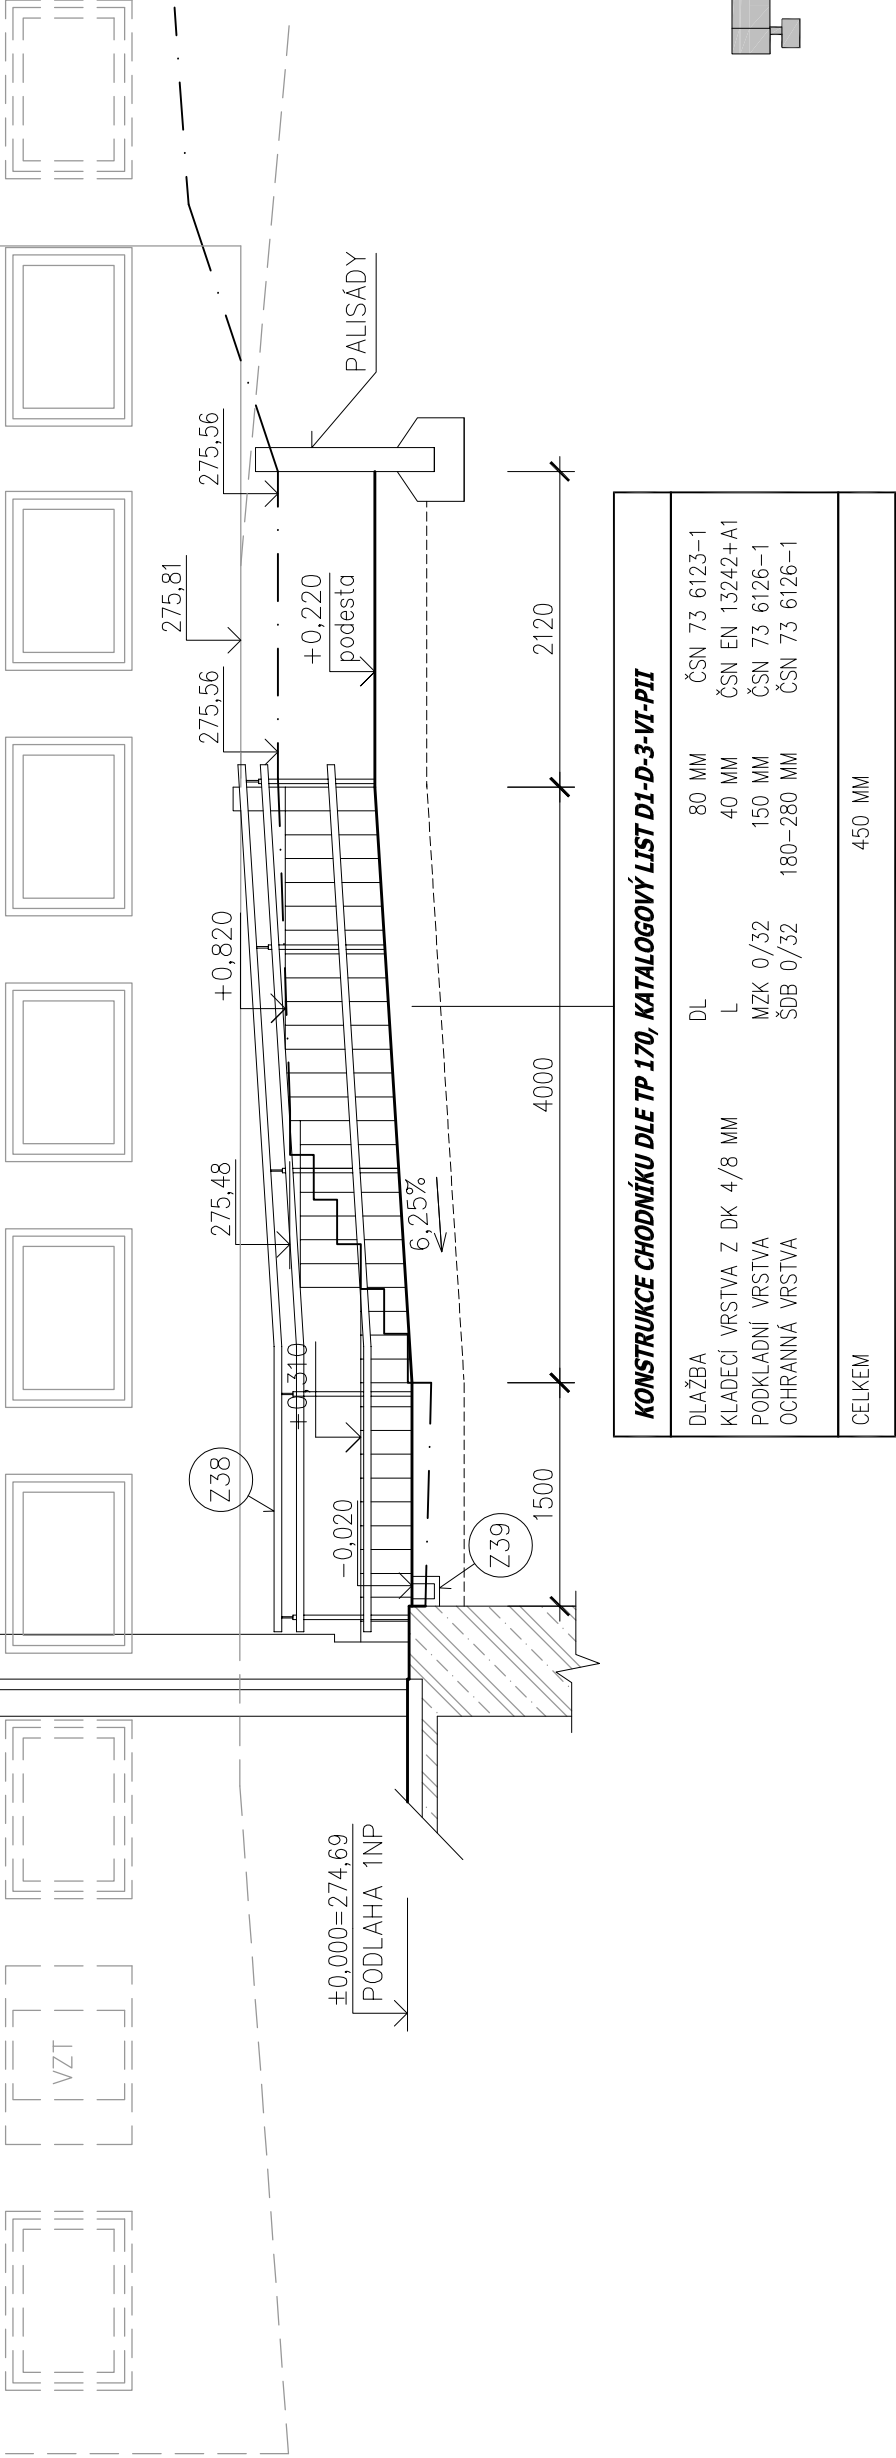 VZT
±0,000=274,69
PODLAHA 1NP
Z38
-0,020
Z39
+0,310
275,48
6,25%
+0,820
275,56
275,81
+0,220
podesta
275,56
PALISÁDY
1500
4000
2120
KONSTRUKCE CHODNÍKU DLE TP 170, KATALOGOVÝ LIST D1-D-3-VI-PII
DLAŽBA DL 80 MM ČSN 73 6123-1
KLADECÍ VRSTVA Z DK 4/8 MM L 40 MM ČSN EN 13242+A1
PODKLADNÍ VRSTVA MZK 0/32 150 MM ČSN 73 6126-1
OCHRANNÁ VRSTVA ŠDB 0/32 180-280 MM ČSN 73 6126-1
CELKEM 450 MM